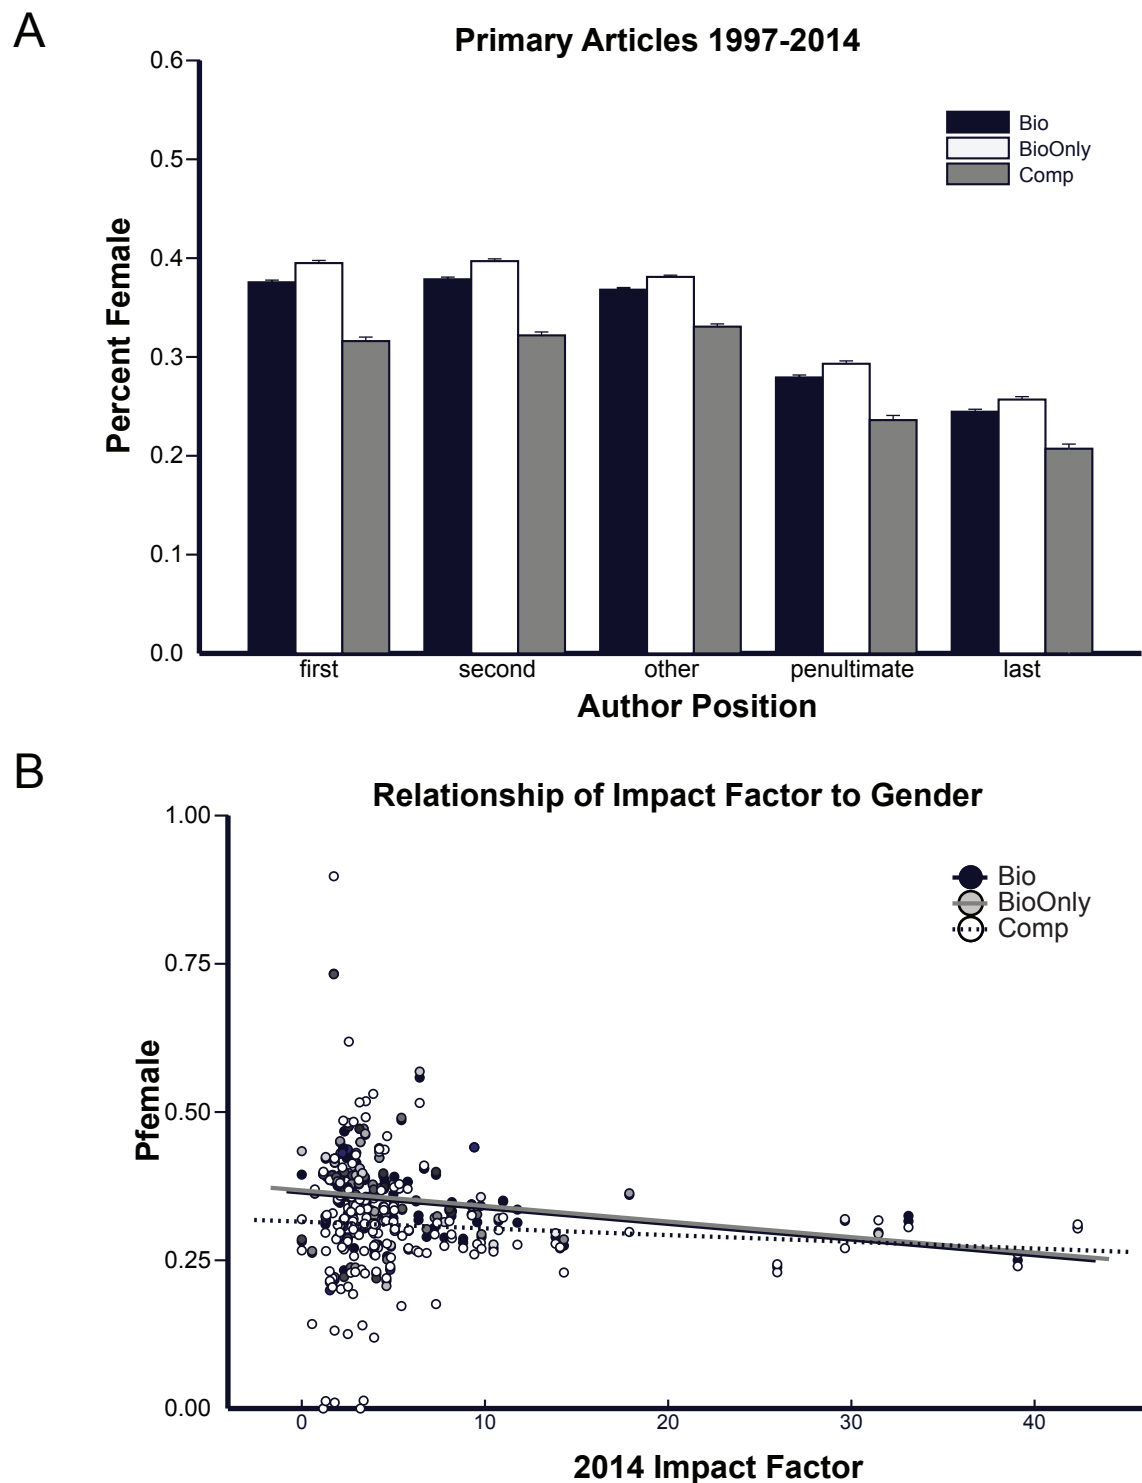 A
Primary Articles 1997-2014
0.6
0.5
0.4
0.3
0.2
0.1
0.0
Percent Female
Bio
BioOnly
Comp
first second other penultimate last
Author Position
B
Relationship of Impact Factor to Gender
1.00
0.75
0.50
0.25
0.00
Pfemale
Bio
BioOnly
Comp
0 10 20 30 40
2014 Impact Factor